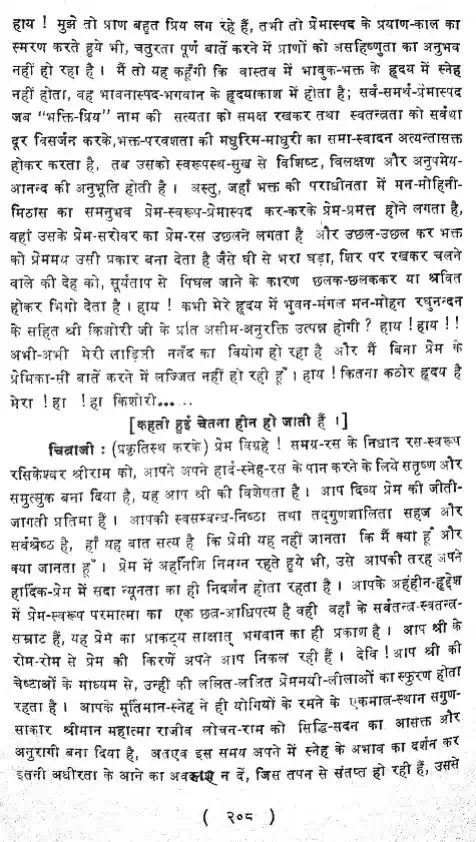 हाय ! मुझे तो प्राण बहुत प्रिय लग रहे हैं, तभी तो प्रेमास्पद के प्रयाण-काल का
स्मरण करते हुये भी, चतुरता पूर्ण बातें करने में प्राणों को असहिष्णुता का अनुभव
नहीं हो रहा है । मैं तो यह कहूँगी कि वास्तव में भावुक-भक्त के हृदय में स्नेह
नहीं होता, वह भावनास्पद-भगवान के हृदयाकाश में होता है; सर्व-समर्थ-प्रेमास्पद
जब "भक्ति-प्रिय" नाम की सत्यता को समक्ष रखकर तथा स्वतन्त्रता को सर्वथा
दूर विसर्जन करके,भक्त-परवशता की मधुरिम-माधुरी का समा-स्वादन अत्यन्तासक्त
होकर करता है, तब उसको स्वरूपस्थ-सुख से विशिष्ट, विलक्षण और अनुपमेय-
आनन्द की अनुभूति होती है । अस्तु, जहाँ भक्त की पराधीनता में मन-मोहिनी-
मिठास का समनुभव प्रेम-स्वरूप-प्रेमास्पद कर-करके प्रेम-प्रमत्त होने लगता है,
वहां उसके प्रेम-सरोवर का प्रेम-रस उछलने लगता है और उछल-उछल कर भक्त
को प्रेममय उसी प्रकार बना देता है जैसे घी से भरा घड़ा, शिर पर रखकर चलने
वाले की देह को, सूर्यताप से पिघल जाने के कारण छलक-छलककर या श्रवित
होकर भिगो देता है । हाय ! कभी मेरे हृदय में भुवन-मंगल मन-मोहन रघुनन्दन
के सहित श्री किशोरी जी के प्रति असीम-अनुरक्ति उत्पन्न होगी ? हाय ! हाय ! !
अभी-अभी मेरी लाड़िली ननँद का वियोग हो रहा है और मैं बिना प्रेम के
प्रेमिका-सी बातें करने में लज्जित नहीं हो रही हूँ । हाय ! कितना कठोर हृदय है
मेरा ! हा ! हा किशोरी......
[कहती हुई चेतना हीन हो जाती हैं ।]
चित्राजी : (प्रकृतिस्थ करके) प्रेम विग्रहे ! समग्र-रस के निधान रस-स्वरूप
रसिकेश्वर श्रीराम को, आपने अपने हार्द-स्नेह-रस के पान करने के लिये सतृष्ण और
समुत्सुक बना दिया है, यह आप श्री की विशेषता है । आप दिव्य प्रेम की जीती-
जागती प्रतिमा हैं । आपकी स्वसम्बन्ध-निष्ठा तथा तद्गुणशालिता सहज और
सर्वश्रेष्ठ है, हाँ यह बात सत्य है कि प्रेमी यह नहीं जानता कि मैं क्या हूँ और
क्या जानता हूँ । प्रेम में अहर्निशि निमग्न रहते हुये भी, उसे आपकी तरह अपने
हार्दिक-प्रेम में सदा न्यूनता का ही निदर्शन होता रहता है । आपके अहंहीन-हृद्देश
में प्रेम-स्वरूप परमात्मा का एक छत्र-आधिपत्य है वही वहाँ के सर्वतन्त्र-स्वतन्त्र-
सम्राट हैं, यह प्रेम का प्राकट्य साक्षात् भगवान का ही प्रकाश है । आप श्री के
रोम-रोम से प्रेम की किरणें अपने आप निकल रही हैं । देवि ! आप श्री की
चेष्टाओं के माध्यम से, उन्हीं की ललित-ललित प्रेममयी-लीलाओं का स्फुरण होता
रहता है । आपके मूर्तिमान-स्नेह ने ही योगियों के रमने के एकमात्र-स्थान सगुण-
साकार श्रीमान महात्मा राजीव लोचन-राम को सिद्धि-सदन का आसक्त और
अनुरागी बना दिया है, अतएव इस समय अपने में स्नेह के अभाव का दर्शन कर
इतनी अधीरता के आने का अवकाश न दें, जिस तपन से संतप्त हो रही हैं, उससे
( २०८ )